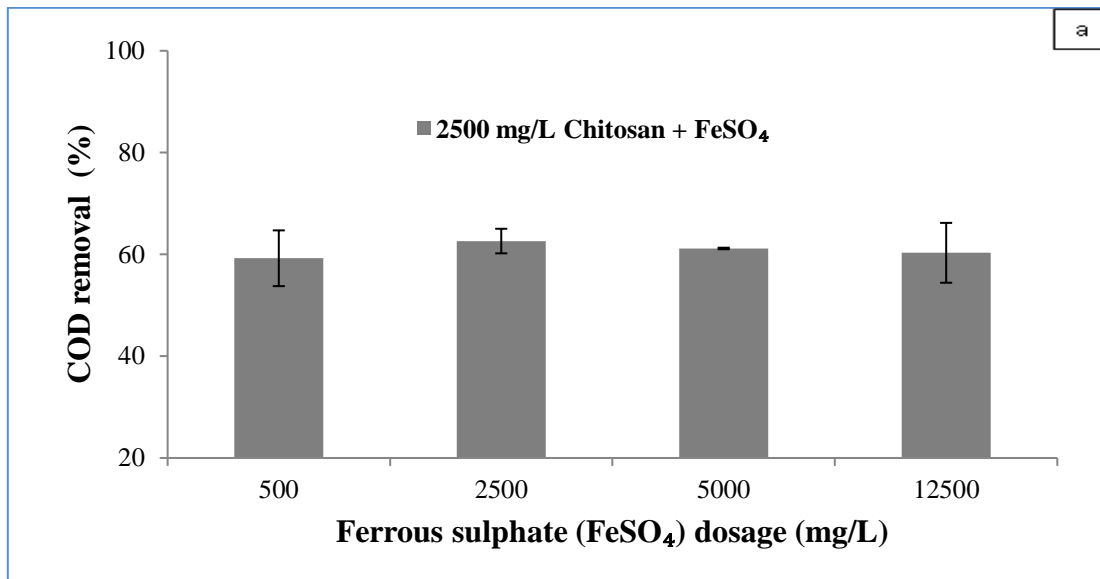 a
100
80
60
40
20
COD removal (%)
2500 mg/L Chitosan + FeSO₄
500 2500 5000 12500
Ferrous sulphate (FeSO₄) dosage (mg/L)